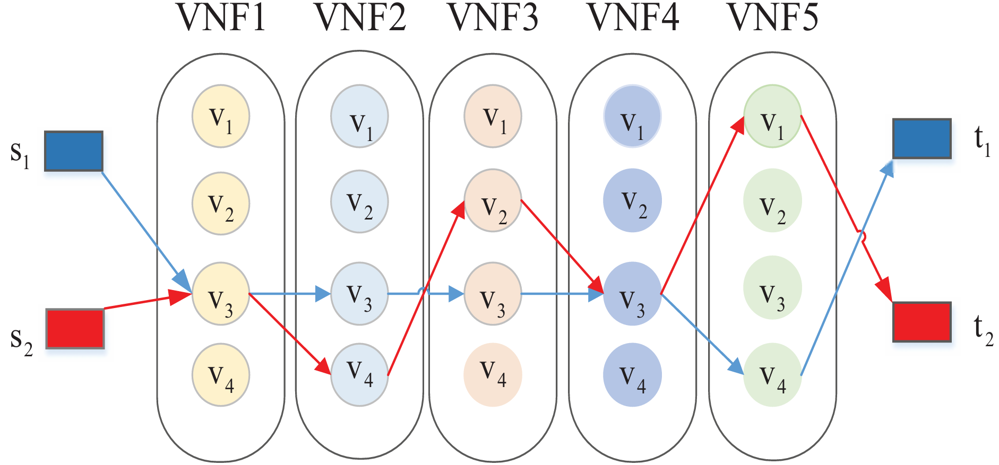 VNF1 VNF2 VNF3 VNF4 VNF5
v1 v1 v1 v1 v1
s1 t1
v2 v2 v2 v2 v2
v3 v3 v3 v3 v3
s2 t2
v4 v4 v4 v4 v4